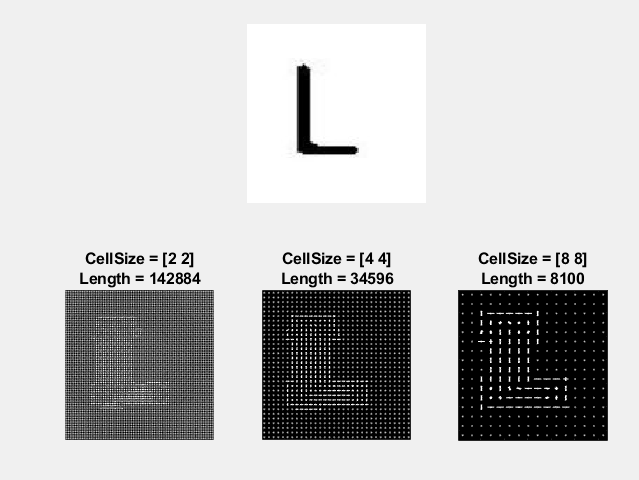 L
CellSize = [2 2]
Length = 142884
CellSize = [4 4]
Length = 34596
CellSize = [8 8]
Length = 8100